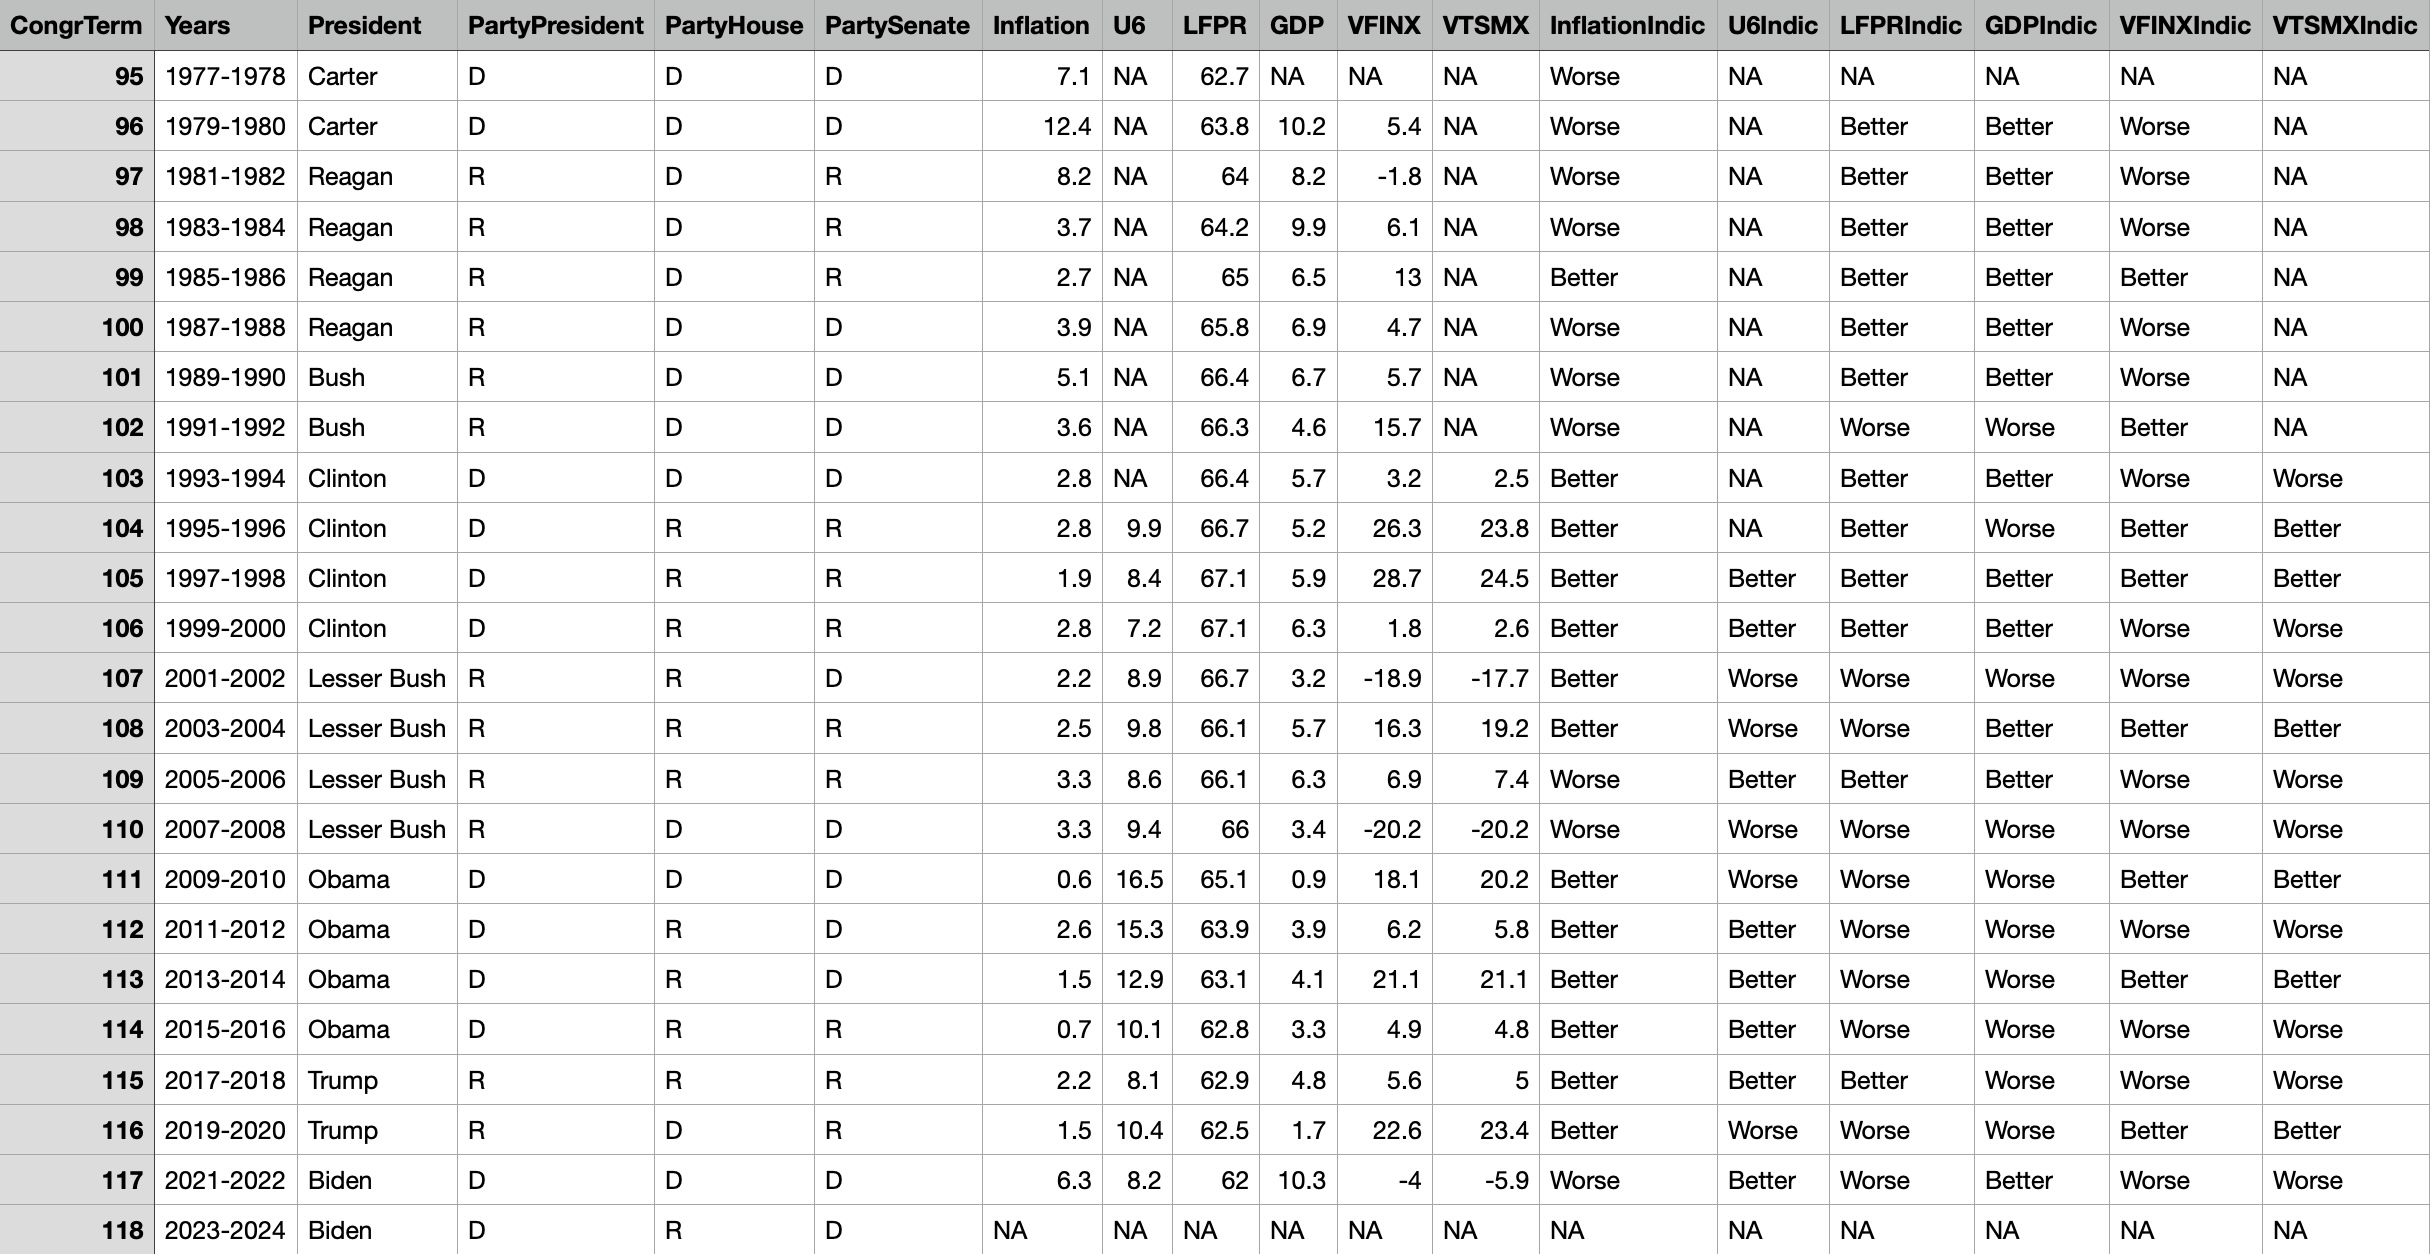 CongrTerm Years President PartyPresident PartyHouse PartySenate Inflation U6 LFPR GDP VFINX VTSMX InflationIndic U6Indic LFPRIndic GDPIndic VFINXIndic VTSMXIndic
95 1977-1978 Carter D D D 7.1 NA 62.7 NA NA NA Worse NA NA NA NA NA
96 1979-1980 Carter D D D 12.4 NA 63.8 10.2 5.4 NA Worse NA Better Better Worse NA
97 1981-1982 Reagan R D R 8.2 NA 64 8.2 -1.8 NA Worse NA Better Better Worse NA
98 1983-1984 Reagan R D R 3.7 NA 64.2 9.9 6.1 NA Worse NA Better Better Worse NA
99 1985-1986 Reagan R D R 2.7 NA 65 6.5 13 NA Better NA Better Better Better NA
100 1987-1988 Reagan R D D 3.9 NA 65.8 6.9 4.7 NA Worse NA Better Better Worse NA
101 1989-1990 Bush R D D 5.1 NA 66.4 6.7 5.7 NA Worse NA Better Better Worse NA
102 1991-1992 Bush R D D 3.6 NA 66.3 4.6 15.7 NA Worse NA Worse Worse Better NA
103 1993-1994 Clinton D D D 2.8 NA 66.4 5.7 3.2 2.5 Better NA Better Better Worse Worse
104 1995-1996 Clinton D R R 2.8 9.9 66.7 5.2 26.3 23.8 Better NA Better Worse Better Better
105 1997-1998 Clinton D R R 1.9 8.4 67.1 5.9 28.7 24.5 Better Better Better Better Better Better
106 1999-2000 Clinton D R R 2.8 7.2 67.1 6.3 1.8 2.6 Better Better Better Better Worse Worse
107 2001-2002 Lesser Bush R R D 2.2 8.9 66.7 3.2 -18.9 -17.7 Better Worse Worse Worse Worse Worse
108 2003-2004 Lesser Bush R R R 2.5 9.8 66.1 5.7 16.3 19.2 Better Worse Worse Better Better Better
109 2005-2006 Lesser Bush R R R 3.3 8.6 66.1 6.3 6.9 7.4 Worse Better Better Better Worse Worse
110 2007-2008 Lesser Bush R D D 3.3 9.4 66 3.4 -20.2 -20.2 Worse Worse Worse Worse Worse Worse
111 2009-2010 Obama D D D 0.6 16.5 65.1 0.9 18.1 20.2 Better Worse Worse Worse Better Better
112 2011-2012 Obama D R D 2.6 15.3 63.9 3.9 6.2 5.8 Better Better Worse Worse Worse Worse
113 2013-2014 Obama D R D 1.5 12.9 63.1 4.1 21.1 21.1 Better Better Worse Worse Better Better
114 2015-2016 Obama D R R 0.7 10.1 62.8 3.3 4.9 4.8 Better Better Worse Worse Worse Worse
115 2017-2018 Trump R R R 2.2 8.1 62.9 4.8 5.6 5 Better Better Better Worse Worse Worse
116 2019-2020 Trump R D R 1.5 10.4 62.5 1.7 22.6 23.4 Better Worse Worse Worse Better Better
117 2021-2022 Biden D D D 6.3 8.2 62 10.3 -4 -5.9 Worse Better Worse Better Worse Worse
118 2023-2024 Biden D R D NA NA NA NA NA NA NA NA NA NA NA NA